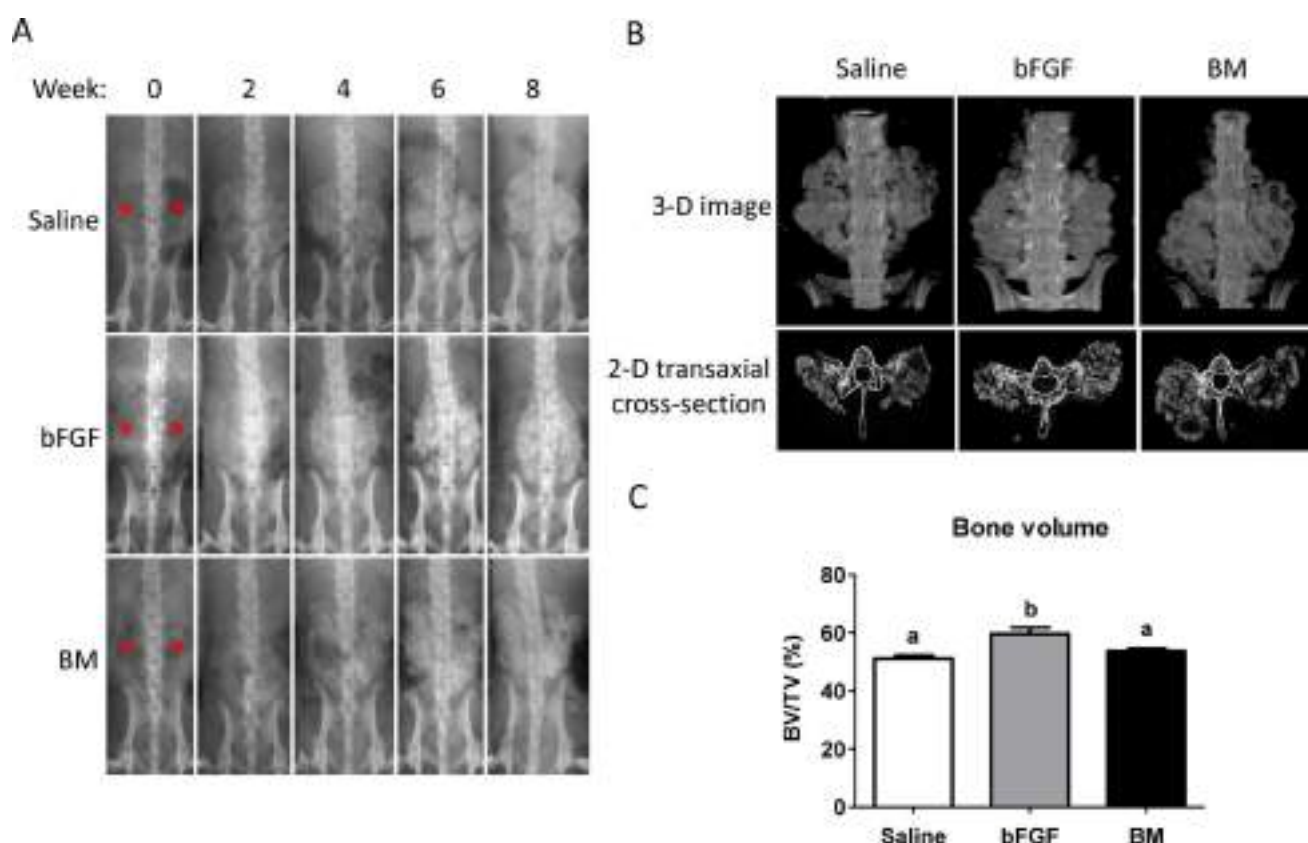 A
Week: 0 2 4 6 8
Saline
bFGF
BM
B
Saline bFGF BM
3-D image
2-D transaxial
cross-section
C
Bone volume
80
60
40
20
0
BV/TV (%)
a b a
Saline bFGF BM